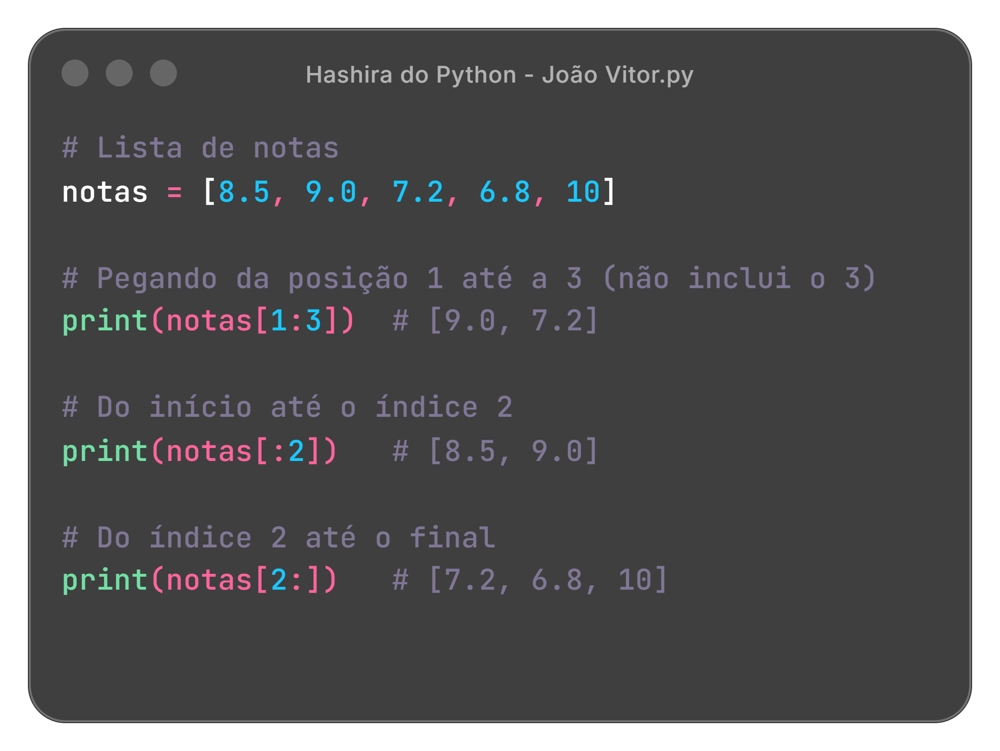 Hashira do Python - João Vitor.py
# Lista de notas
notas = [8.5, 9.0, 7.2, 6.8, 10]
# Pegando da posição 1 até a 3 (não inclui o 3)
print(notas[1:3])  # [9.0, 7.2]
# Do início até o índice 2
print(notas[:2])   # [8.5, 9.0]
# Do índice 2 até o final
print(notas[2:])   # [7.2, 6.8, 10]